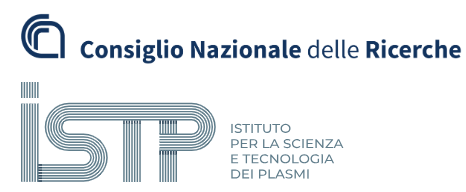 Consiglio Nazionale delle Ricerche
iSTP
ISTITUTO
PER LA SCIENZA
E TECNOLOGIA
DEI PLASMI